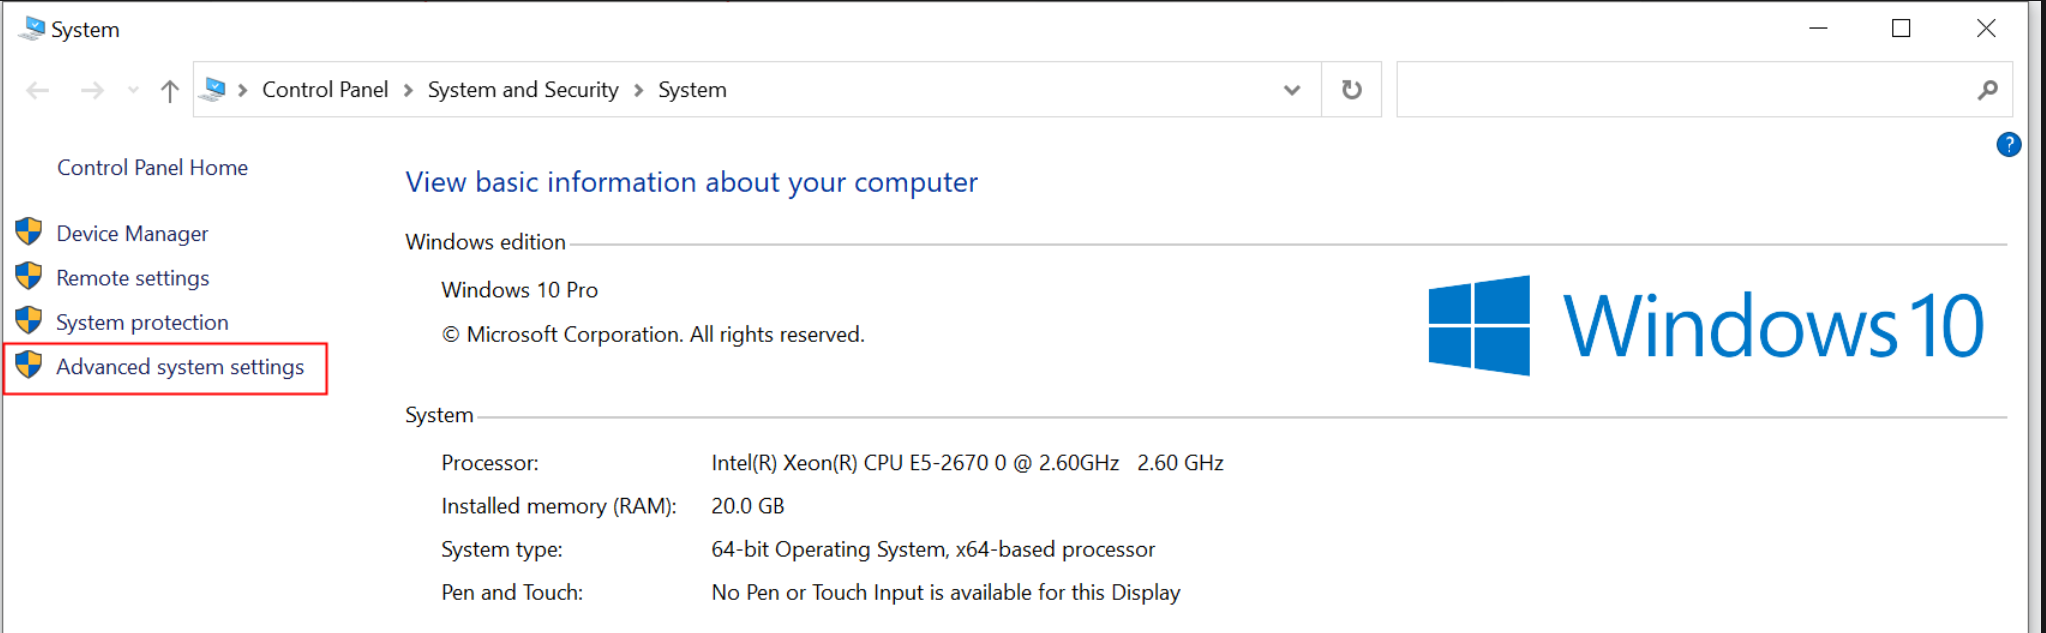 System
Control Panel > System and Security > System
?
Control Panel Home
Device Manager
Remote settings
System protection
Advanced system settings
View basic information about your computer
Windows edition
Windows 10 Pro
© Microsoft Corporation. All rights reserved.
Windows 10
System
Processor: Intel(R) Xeon(R) CPU E5-2670 0 @ 2.60GHz 2.60 GHz
Installed memory (RAM): 20.0 GB
System type: 64-bit Operating System, x64-based processor
Pen and Touch: No Pen or Touch Input is available for this Display